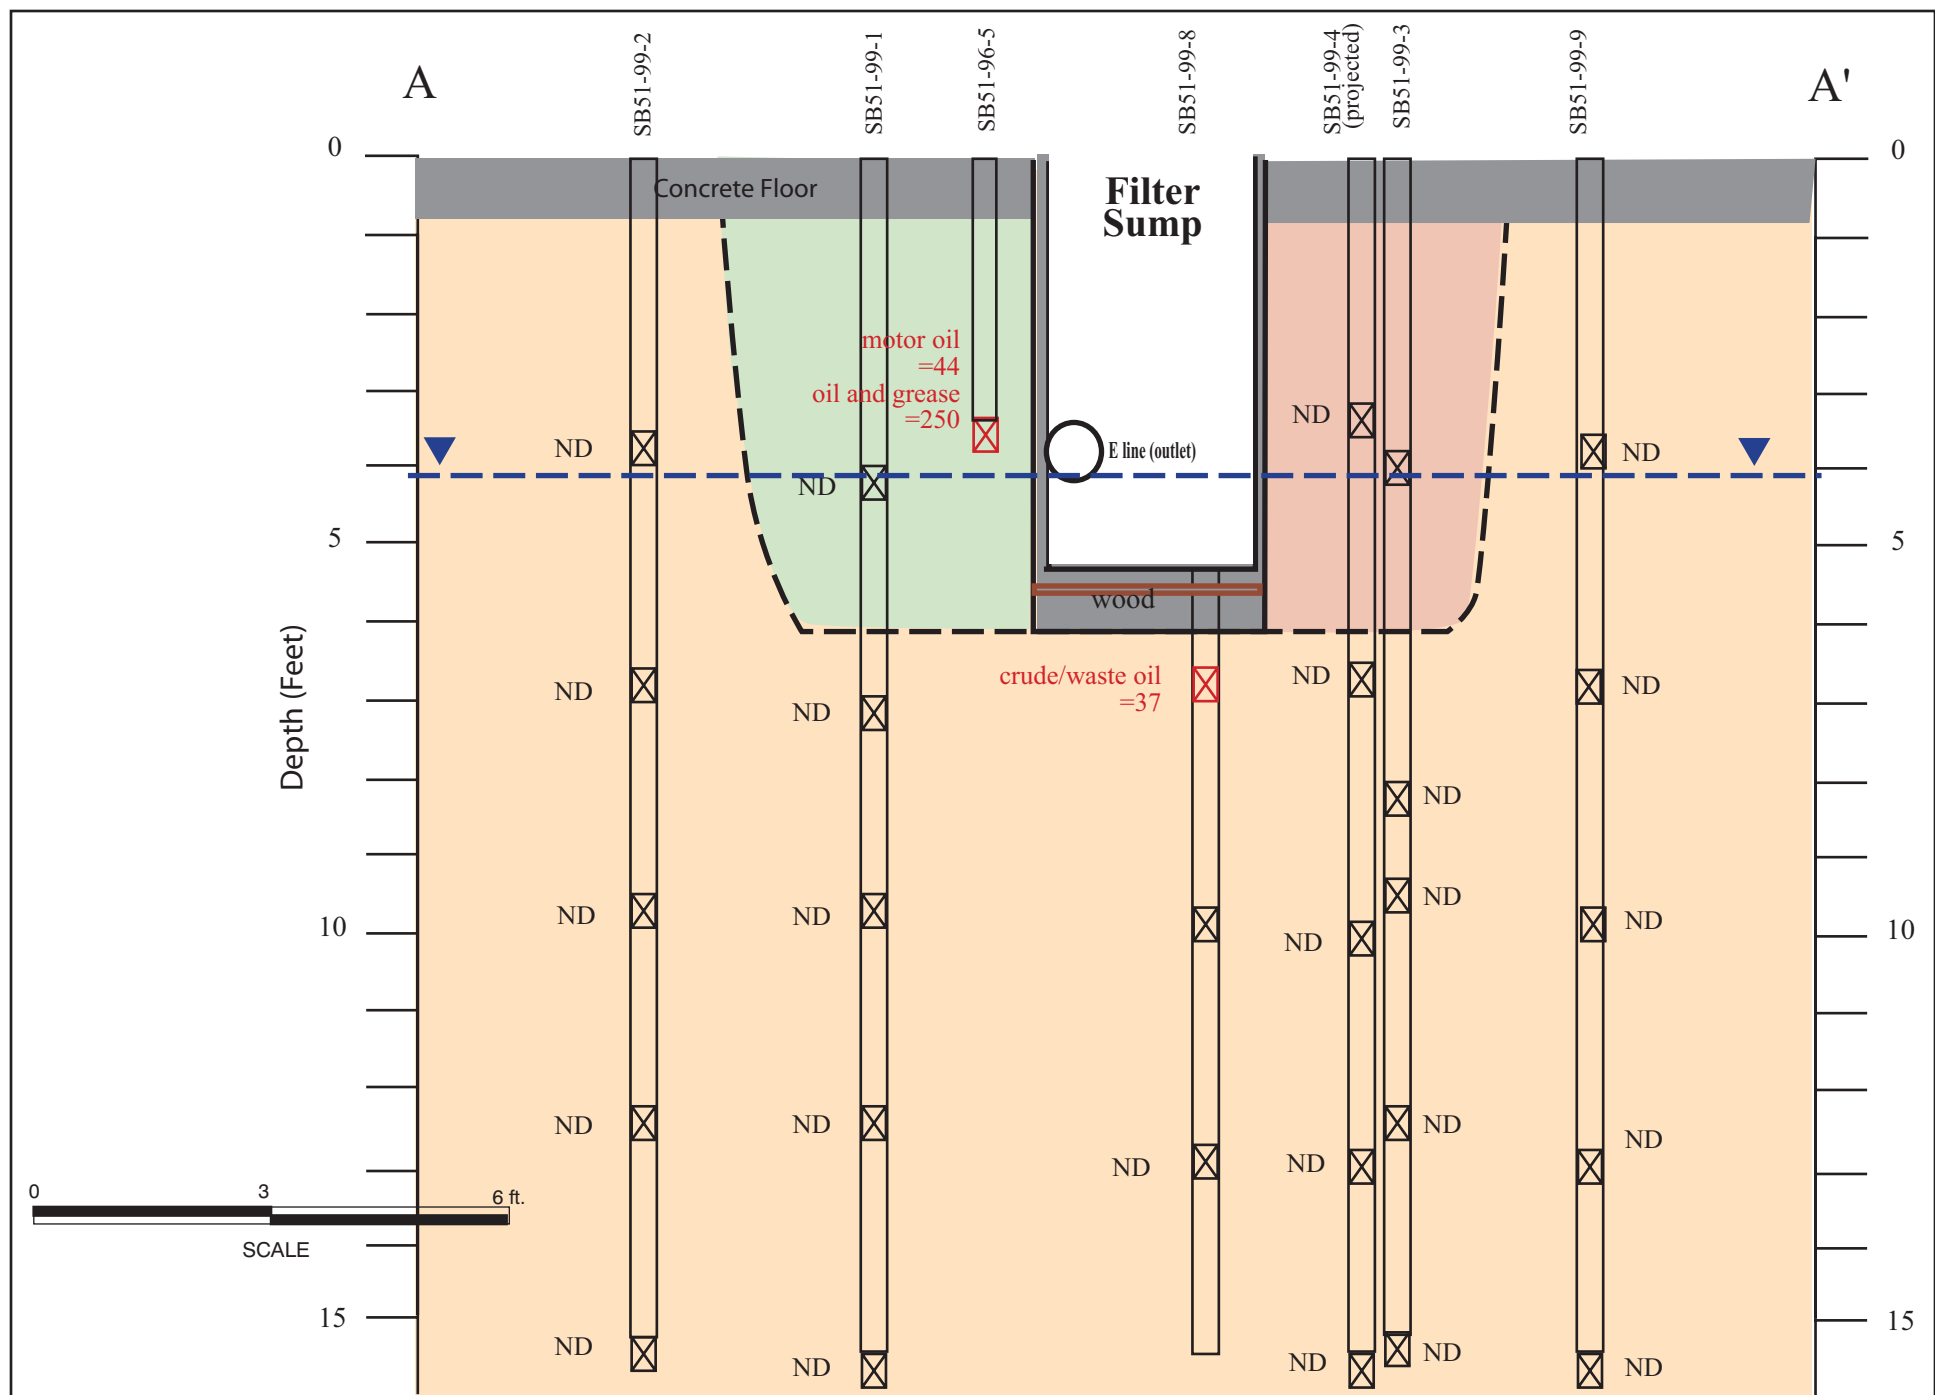 A
A'
SB51-99-2
SB51-99-1
SB51-96-5
SB51-99-8
SB51-99-4
(projected)
SB51-99-3
SB51-99-9
0
0
Concrete Floor
Filter
Sump
motor oil
=44
oil and grease
=250
ND
ND
ND
ND
E line (outlet)
5
5
wood
Depth (Feet)
crude/waste oil
=37
ND
ND
ND
ND
ND
ND
ND
ND
ND
ND
10
10
ND
ND
ND
ND
ND
ND
ND
0
3
6 ft.
SCALE
15
15
ND
ND
ND
ND
ND